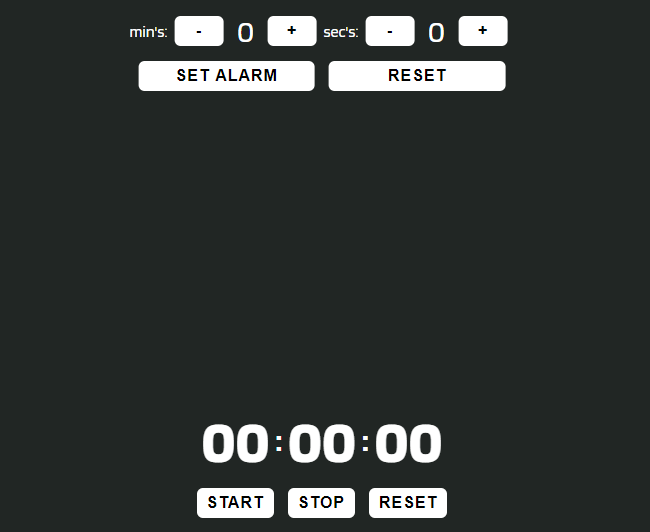 min's: - 0 + sec's: - 0 +
SET ALARM RESET
00:00:00
START STOP RESET